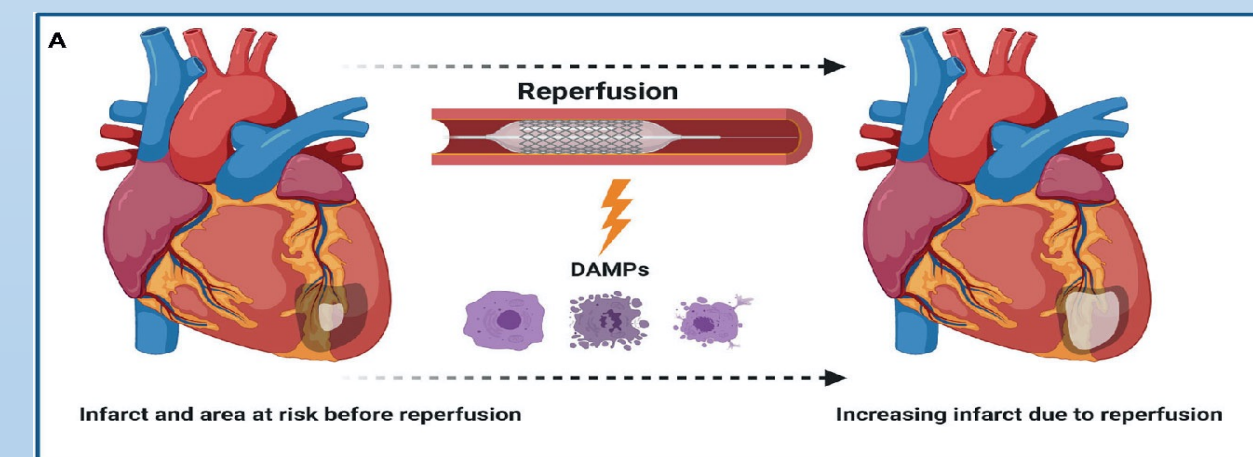 A
Reperfusion
DAMPs
Infarct and area at risk before reperfusion
Increasing infarct due to reperfusion